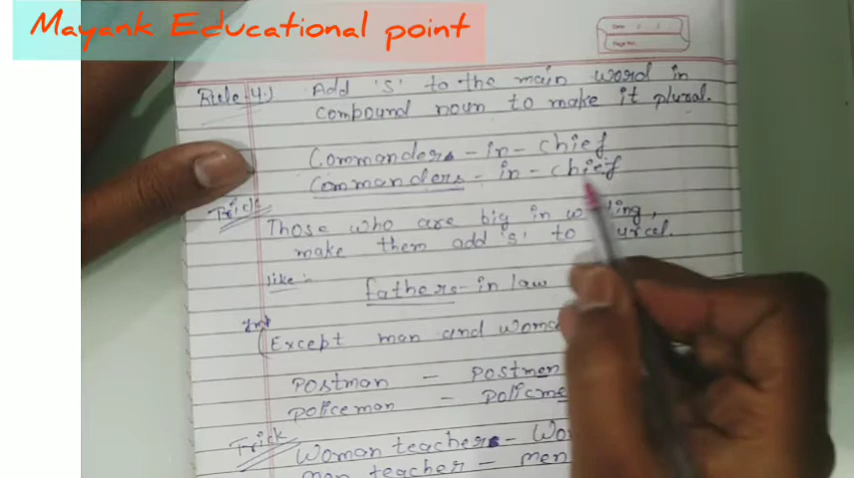 Mayank Educational point
Rule 4.) Add 's' to the main word in
compound noun to make it plural.
Commanders - in - chief
Commanders - in - chief
Trick
Those who are big in
make them add 's' to
like :-
fathers - in law
(Except man and
Postman - Postmen
Policeman -
Trick
Woman teachers -
man teacher - men